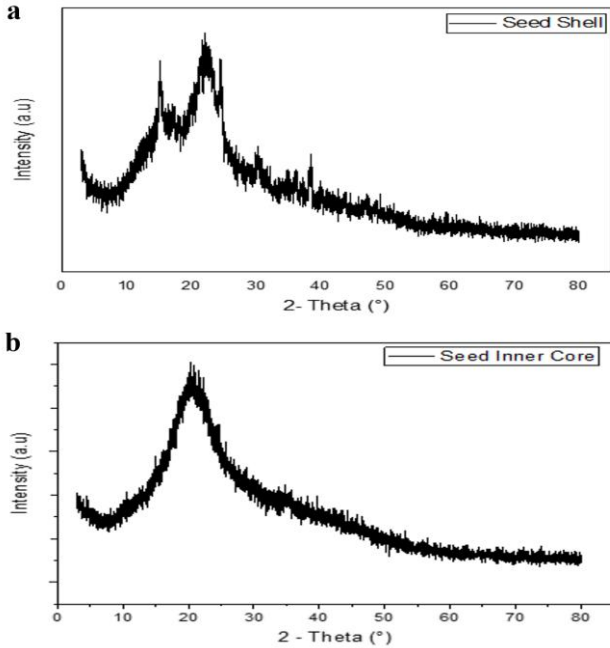 a
Seed Shell
Intensity (a.u)
0 10 20 30 40 50 60 70 80
2- Theta (°)
b
Seed Inner Core
Intensity (a.u)
0 10 20 30 40 50 60 70 80
2 - Theta (°)